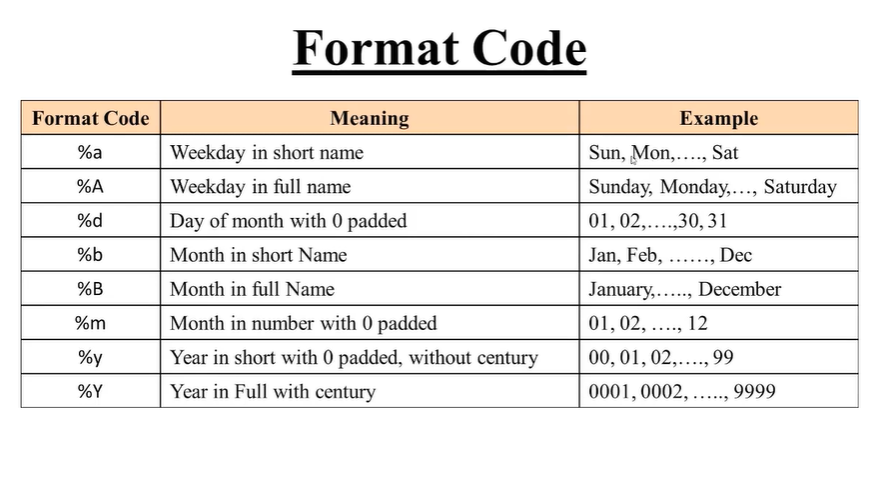 Format Code
Format Code Meaning Example
%a Weekday in short name Sun, Mon,...., Sat
%A Weekday in full name Sunday, Monday,..., Saturday
%d Day of month with 0 padded 01, 02,....,30, 31
%b Month in short Name Jan, Feb, ......, Dec
%B Month in full Name January,....., December
%m Month in number with 0 padded 01, 02, ...., 12
%y Year in short with 0 padded, without century 00, 01, 02,...., 99
%Y Year in Full with century 0001, 0002, ....., 9999